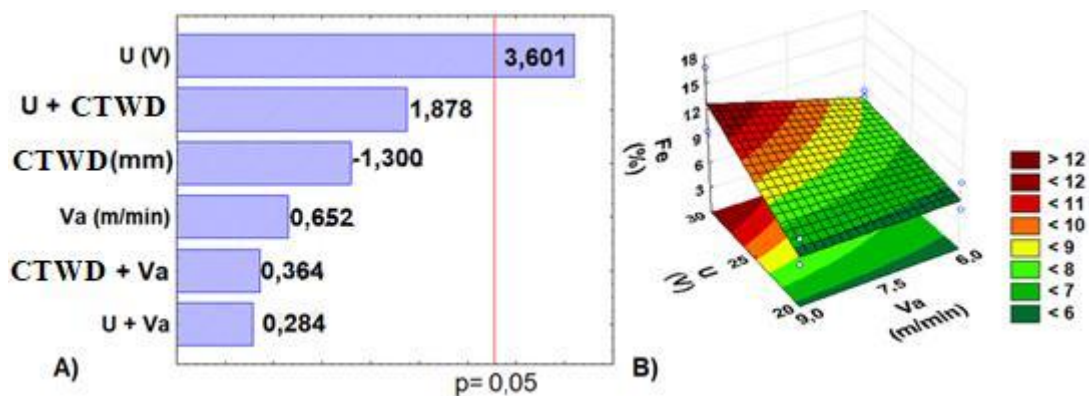 U (V)
3,601
U + CTWD
1,878
CTWD(mm)
-1,300
Va (m/min)
0,652
CTWD + Va
0,364
U + Va
0,284
A)
p= 0,05
18
15
12
9
6
3
Fe
(%)
30
25
20
U
(V)
9,0
7,5
6,0
Va
(m/min)
B)
> 12
< 12
< 11
< 10
< 9
< 8
< 7
< 6